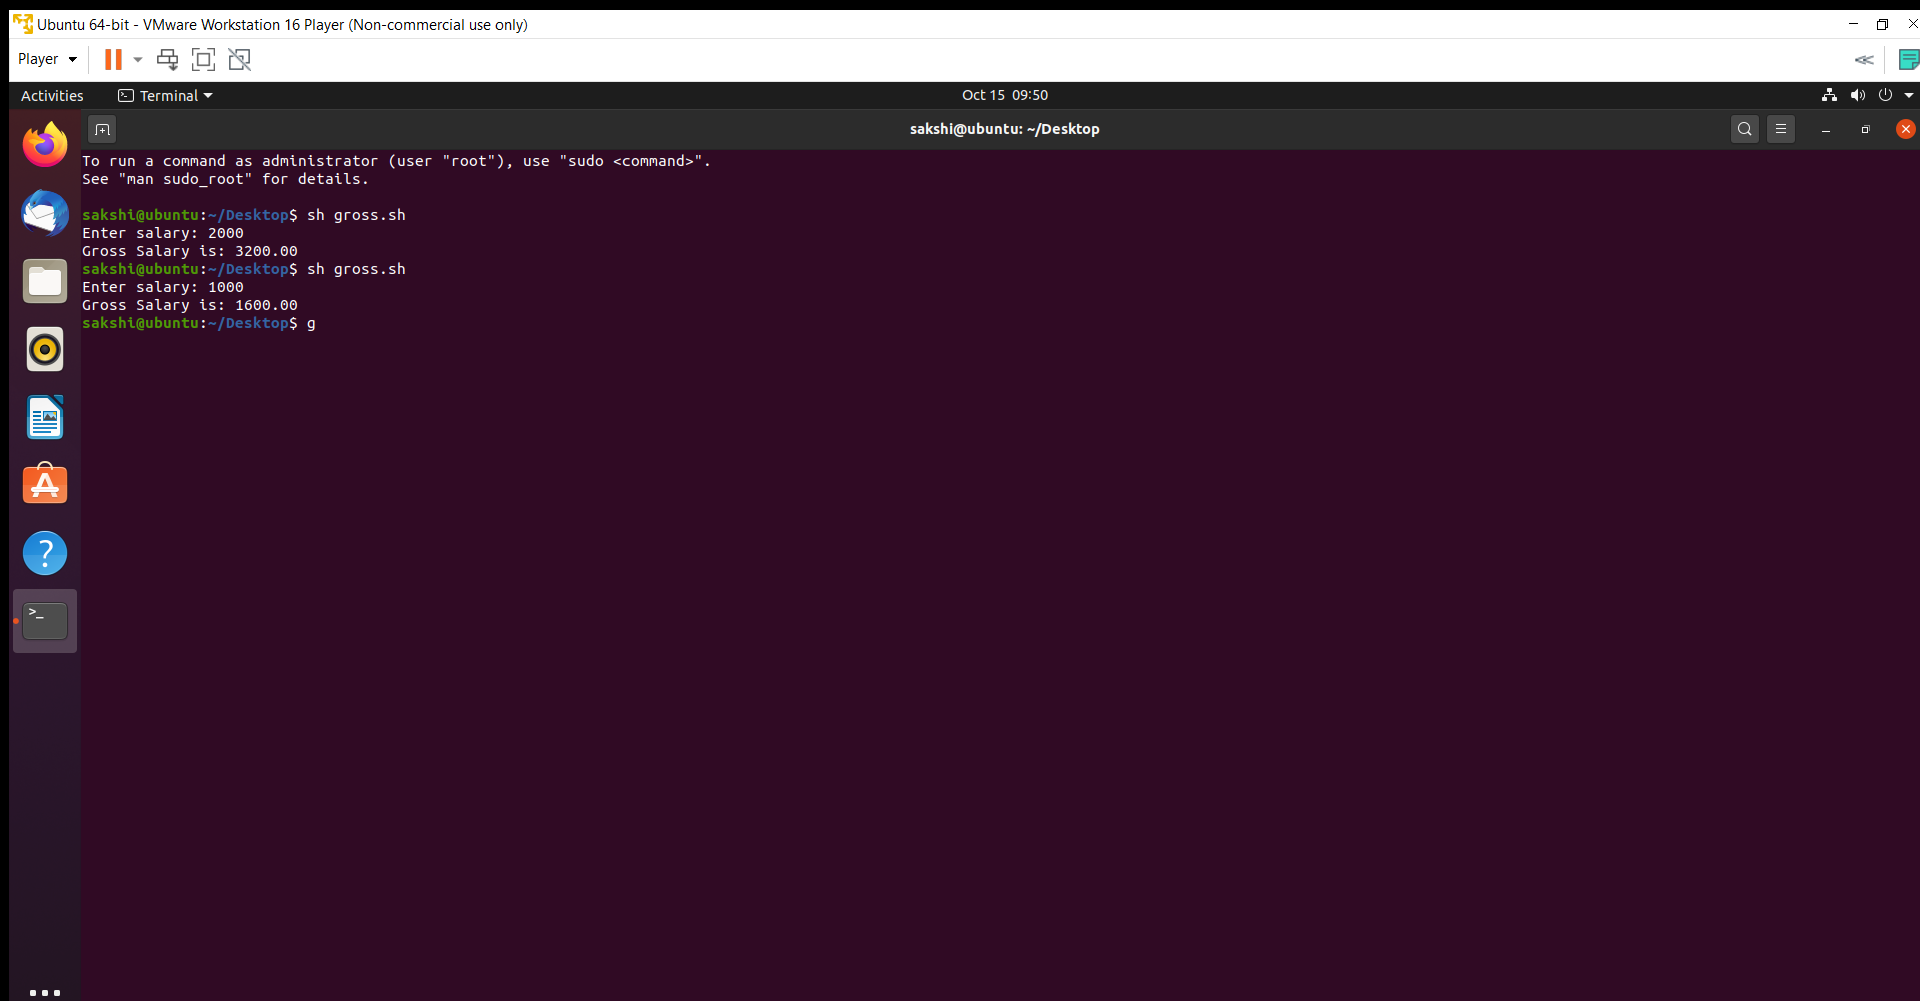 Ubuntu 64-bit - VMware Workstation 16 Player (Non-commercial use only)
Player
Activities
Terminal
Oct 15 09:50
sakshi@ubuntu: ~/Desktop
To run a command as administrator (user "root"), use "sudo <command>".
See "man sudo_root" for details.
sakshi@ubuntu:~/Desktop$ sh gross.sh
Enter salary: 2000
Gross Salary is: 3200.00
sakshi@ubuntu:~/Desktop$ sh gross.sh
Enter salary: 1000
Gross Salary is: 1600.00
sakshi@ubuntu:~/Desktop$ g